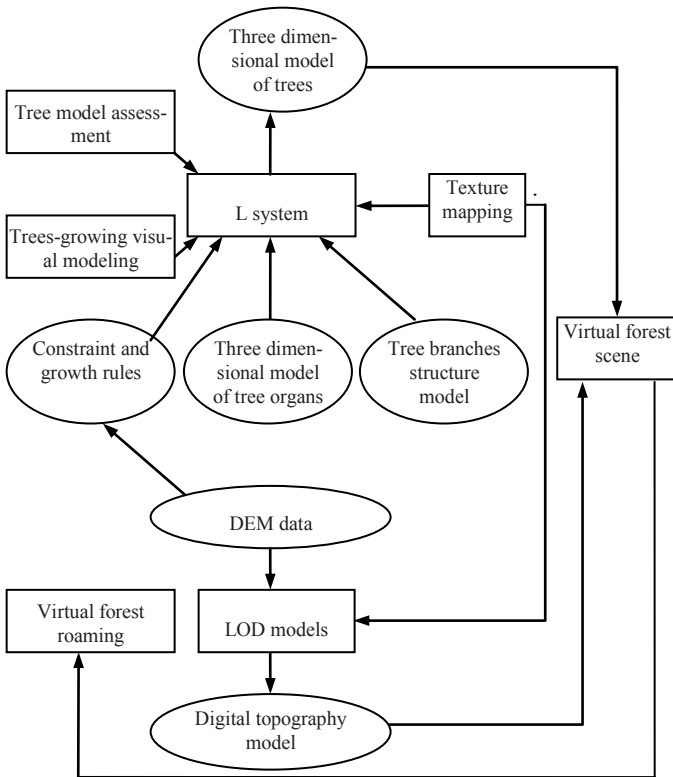 Three dimen-
sional model
of trees
Tree model assess-
ment
L system
Texture
mapping
.
Trees-growing vis-
ual modeling
Constraint and
growth rules
Three dimen-
sional model
of tree organs
Tree branches
structure
model
Virtual forest
scene
DEM data
Virtual forest
roaming
LOD models
Digital topography
model